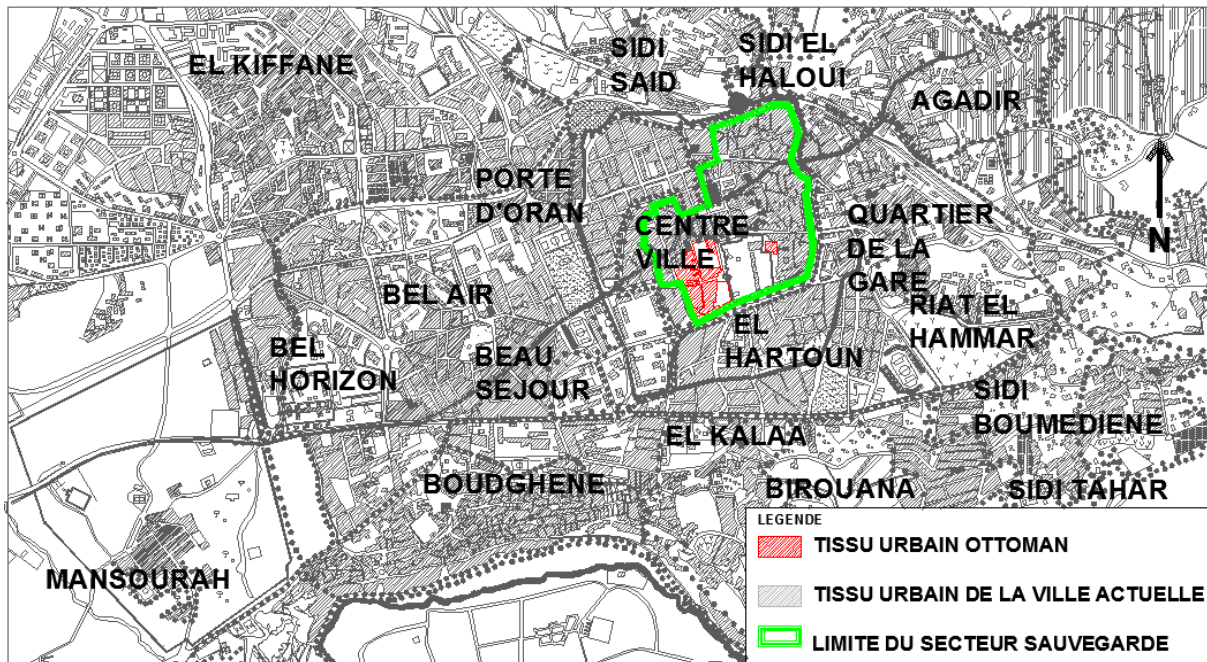 SIDI
SAID
SIDI EL
HALOUI
EL KIFFANE
AGADIR
PORTE
D'ORAN
CENTRE
VILLE
QUARTIER
DE LA
GARE
N
BEL AIR
RIAT EL
HAMMAR
EL
HARTOUN
BEL
HORIZON
BEAU
SEJOUR
SIDI
BOUMEDIENE
EL KALAA
BOUDGHENE
BIROUANA
SIDI TAHAR
MANSOURAH
LEGENDE
TISSU URBAIN OTTOMAN
TISSU URBAIN DE LA VILLE ACTUELLE
LIMITE DU SECTEUR SAUVEGARDE